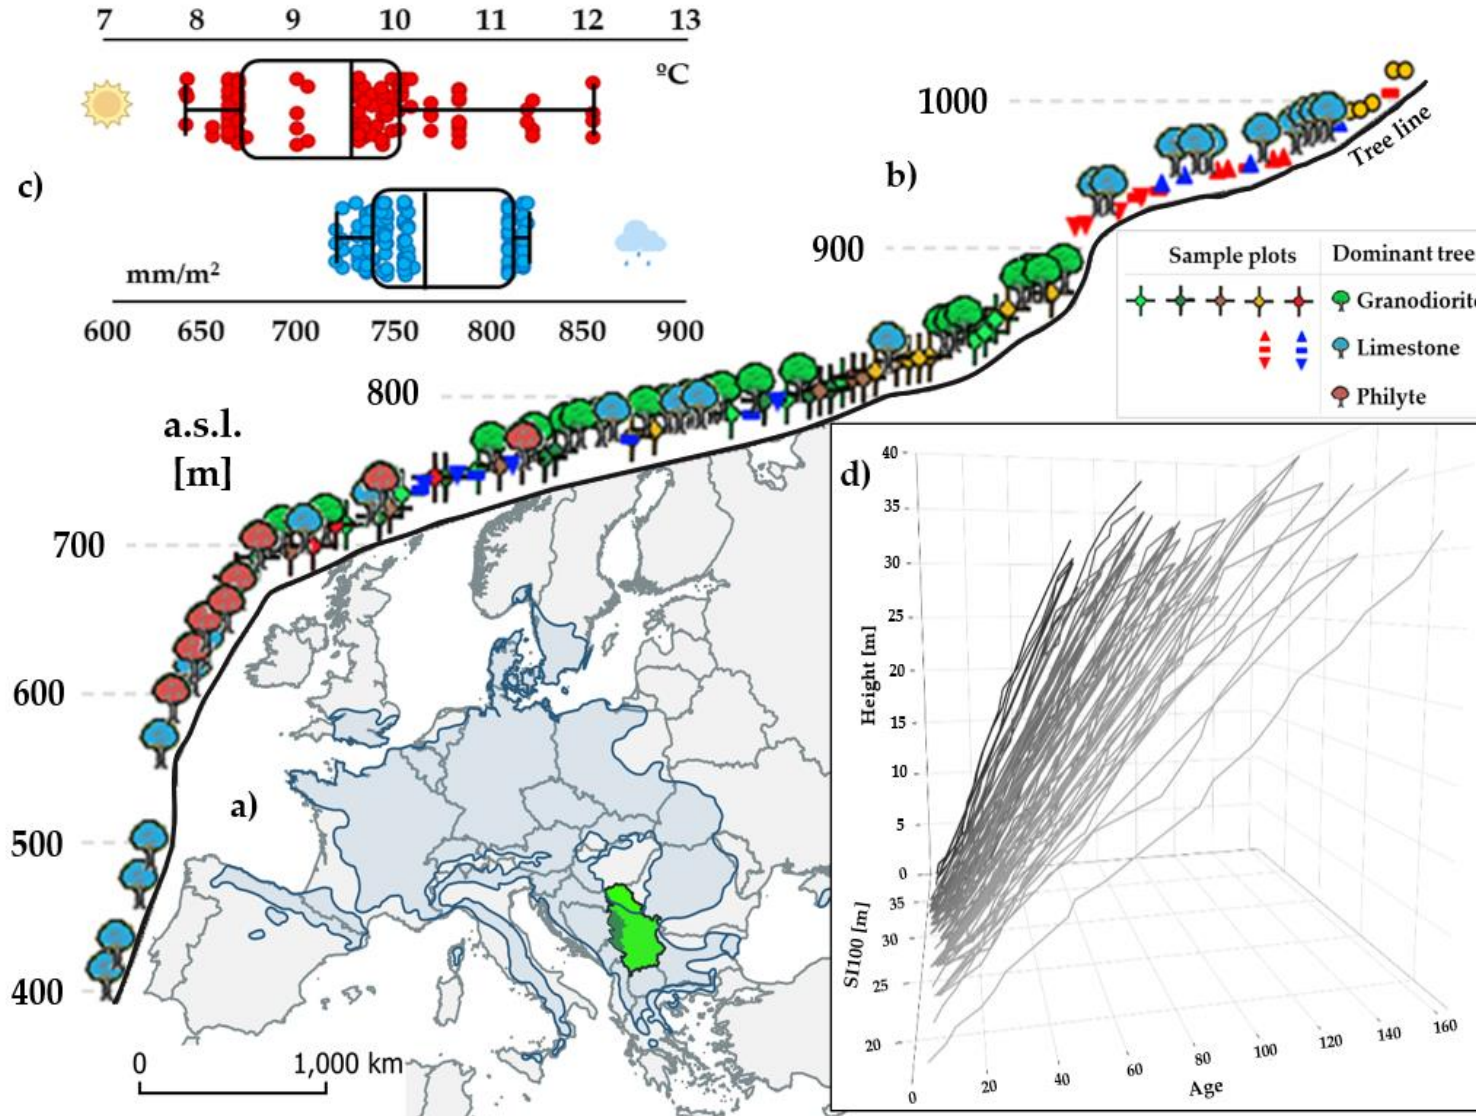 7 8 9 10 11 12 13
ºC
c)
mm/m²
600 650 700 750 800 850 900
1000
Tree line
b)
900
Sample plots
Dominant tree
Granodiorit
Limestone
Philyte
800
a.s.l.
[m]
700
600
500
400
a)
0 1,000 km
d)
40
35
30
25
20
15
10
5
0
Height [m]
35
30
25
20
SI100 [m]
0 20 40 60 80 100 120 140 160
Age